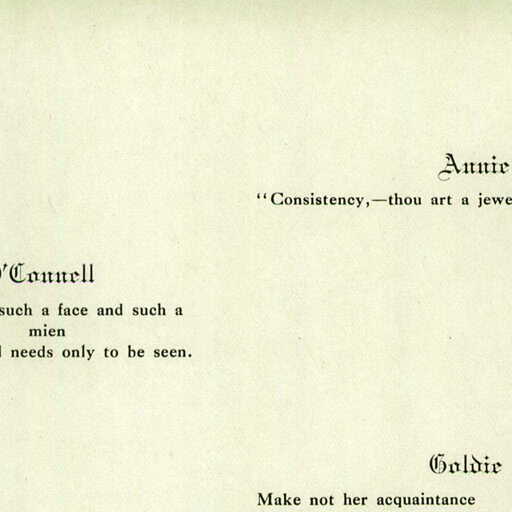 Annie
“Consistency,—thou art a jewe
O'Connell
such a face and such a
mien
needs only to be seen.
Goldie
Make not her acquaintance